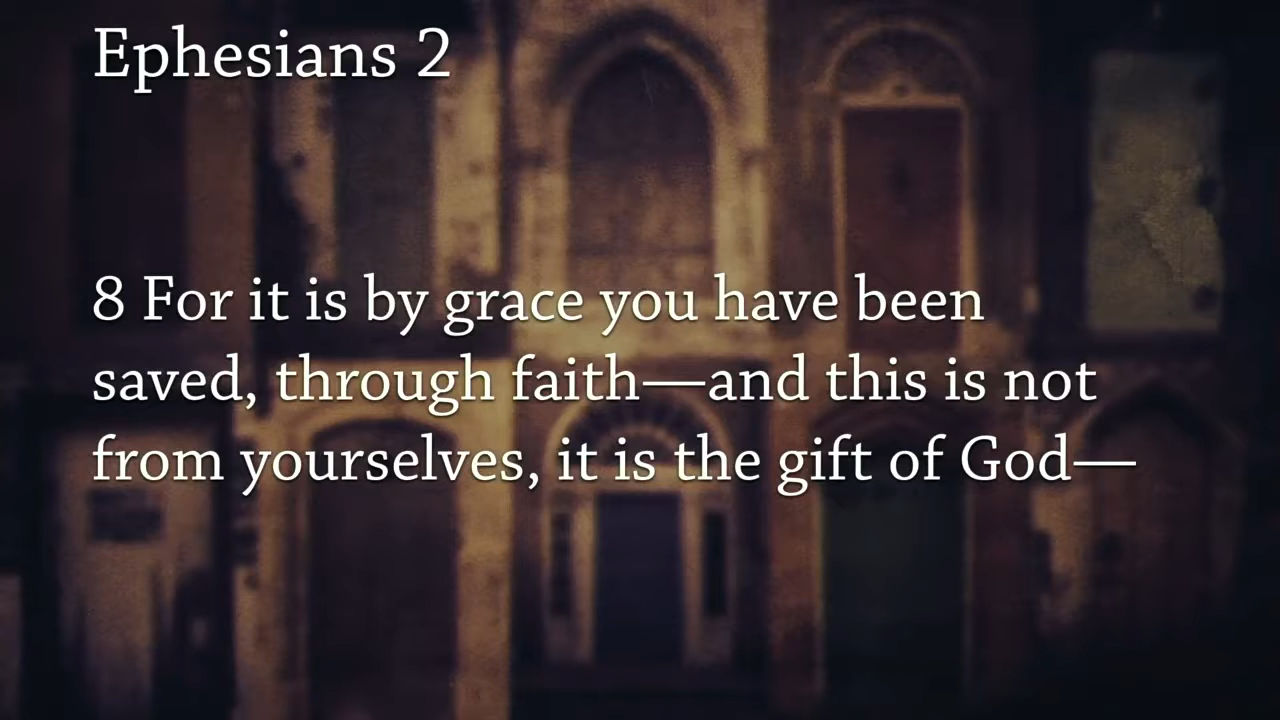 Ephesians 2
8 For it is by grace you have been
saved, through faith—and this is not
from yourselves, it is the gift of God—